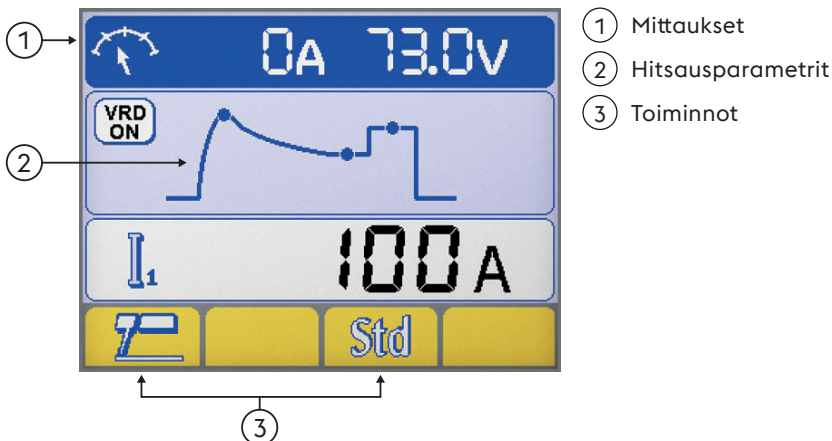 1
0A 73.0V
VRD
ON
2
I1
100A
Std
3
1 Mittaukset
2 Hitsausparametrit
3 Toiminnot